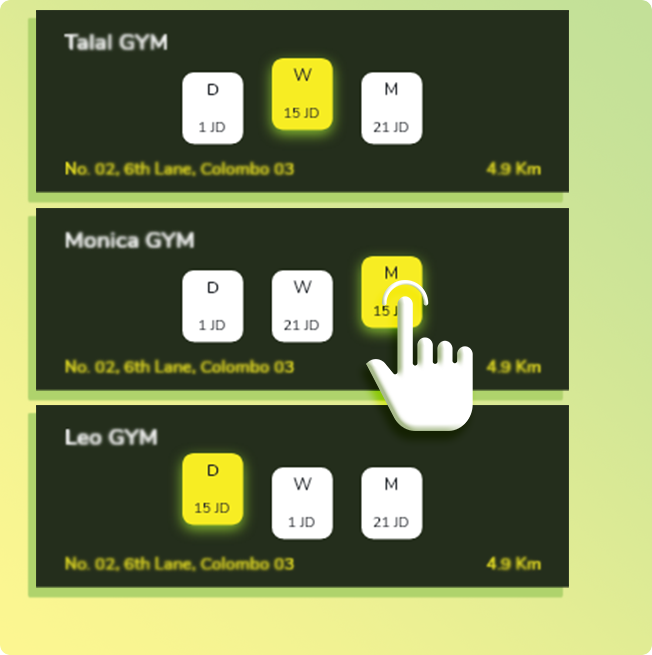 Talal GYM
D W M
1 JD 15 JD 21 JD
No. 02, 6th Lane, Colombo 03 4.9 Km
Monica GYM
D W M
1 JD 21 JD 15
No. 02, 6th Lane, Colombo 03 4.9 Km
Leo GYM
D W M
15 JD 1 JD 21 JD
No. 02, 6th Lane, Colombo 03 4.9 Km